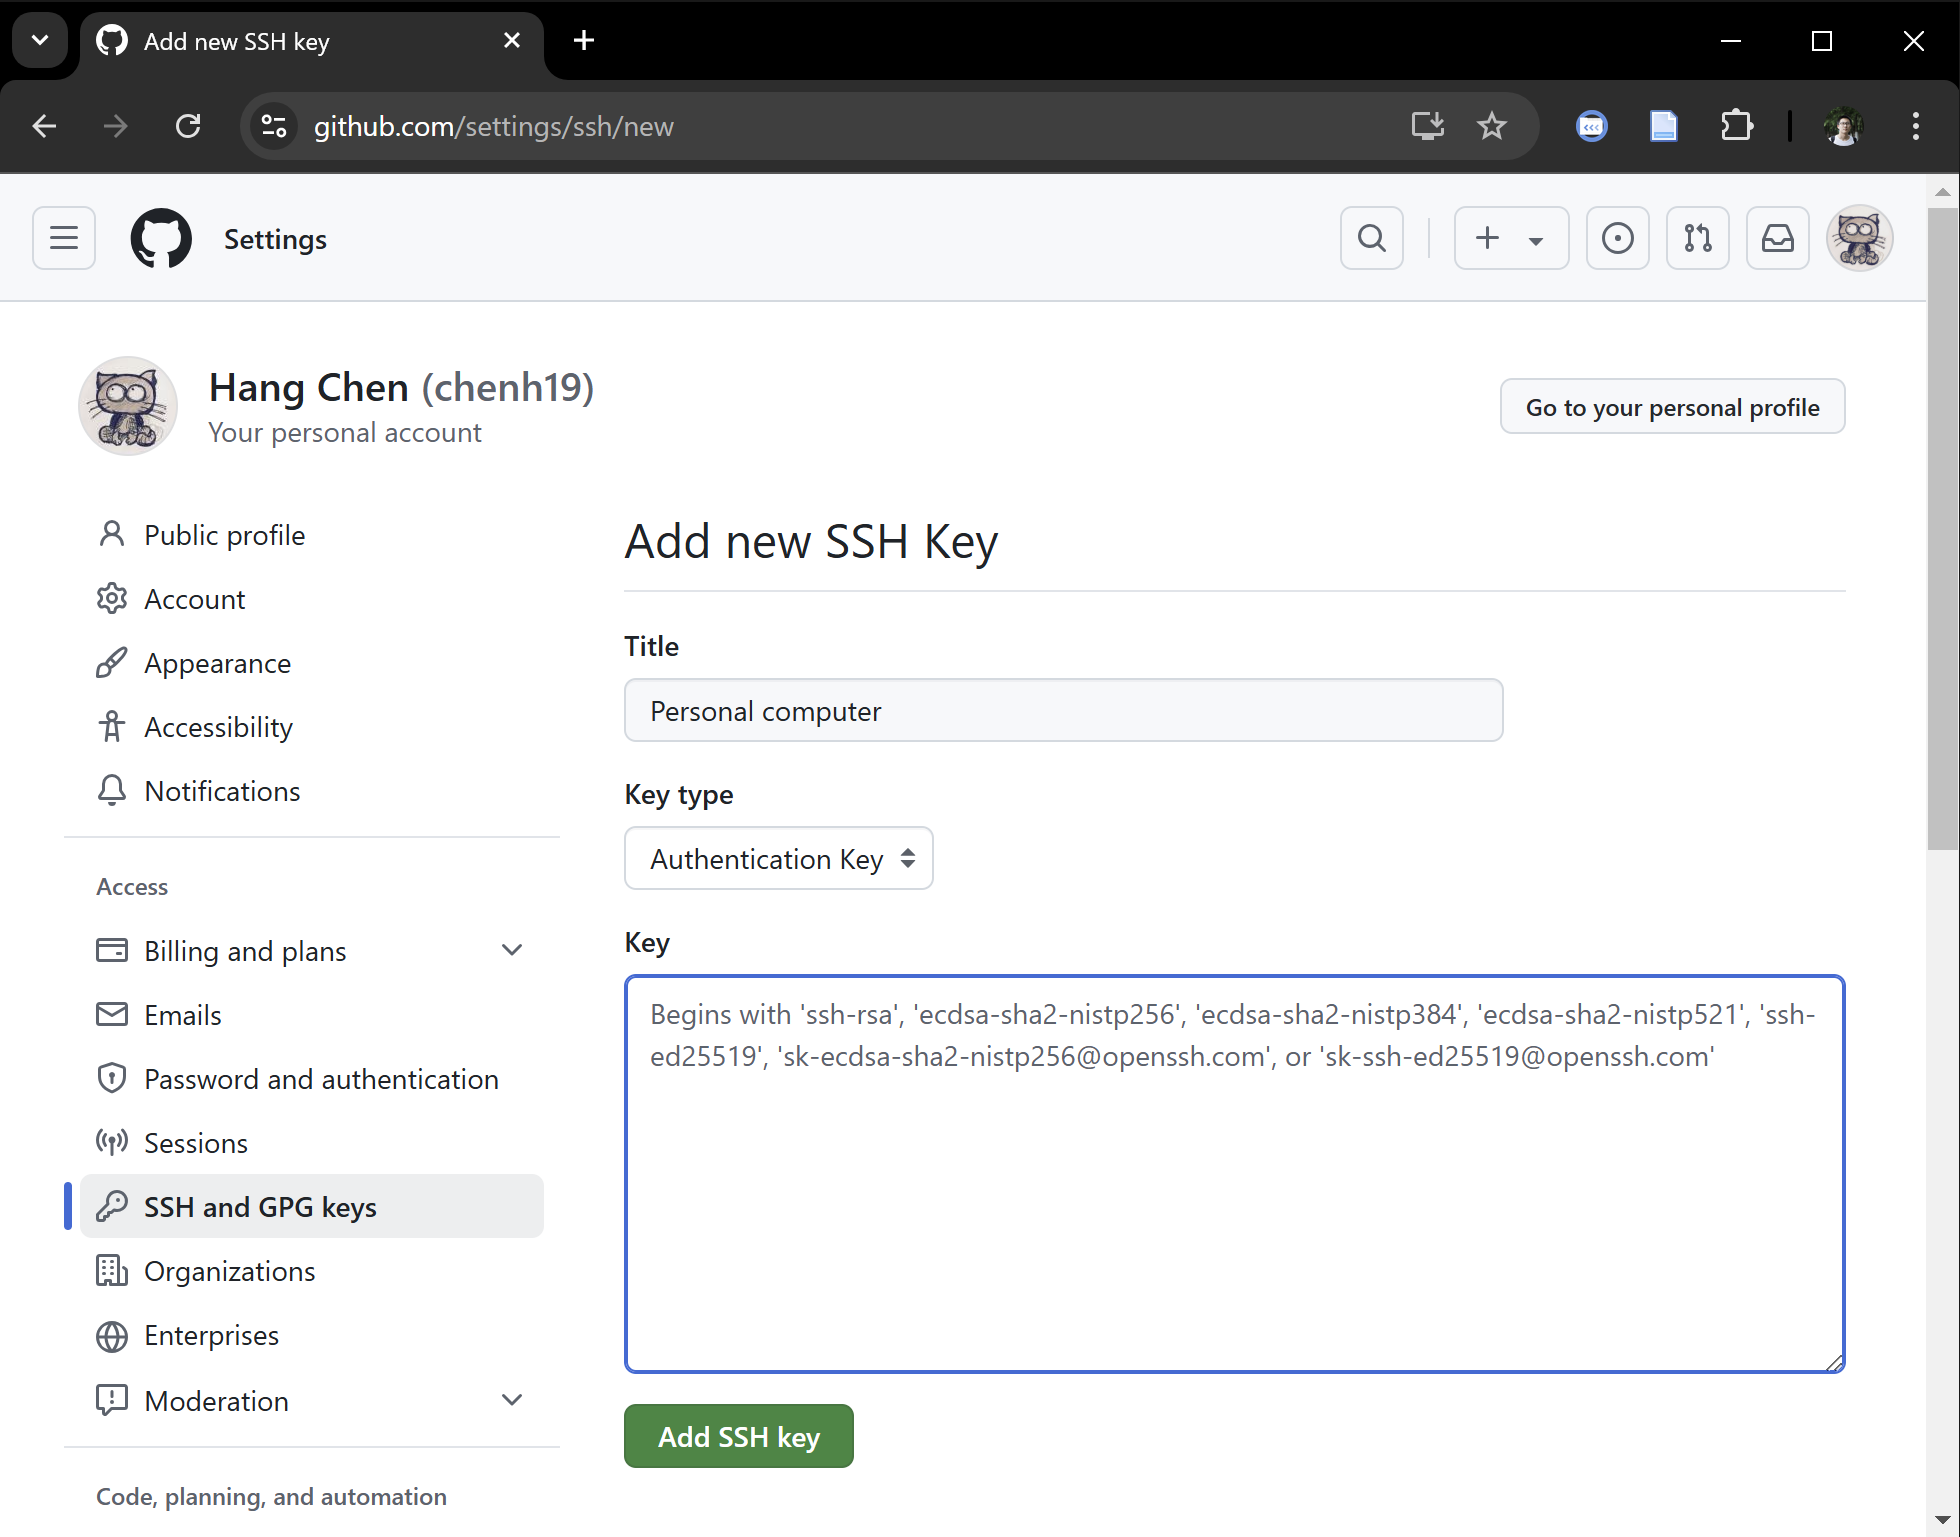 Add new SSH key
github.com/settings/ssh/new
Settings
Hang Chen (chenh19)
Your personal account
Go to your personal profile
Public profile
Account
Appearance
Accessibility
Notifications
Access
Billing and plans
Emails
Password and authentication
Sessions
SSH and GPG keys
Organizations
Enterprises
Moderation
Code, planning, and automation
Add new SSH Key
Title
Personal computer
Key type
Authentication Key
Key
Begins with 'ssh-rsa', 'ecdsa-sha2-nistp256', 'ecdsa-sha2-nistp384', 'ecdsa-sha2-nistp521', 'ssh-
ed25519', 'sk-ecdsa-sha2-nistp256@openssh.com', or 'sk-ssh-ed25519@openssh.com'
Add SSH key